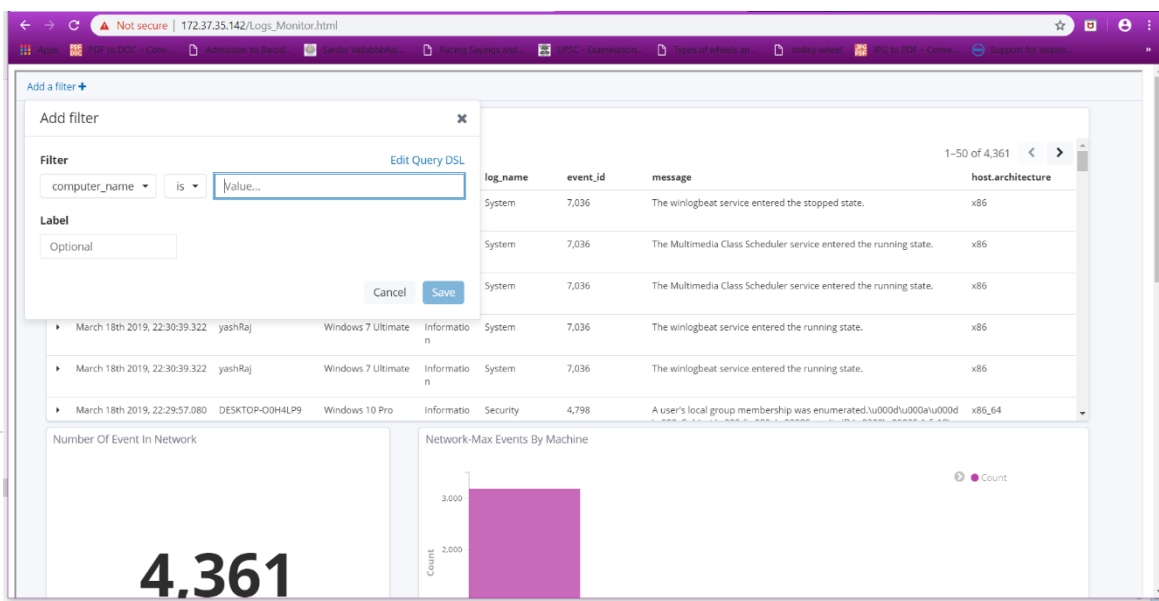 Not secure | 172.37.35.142/Logs_Monitor.html
Apps PDF to DOC – Conv... Admission to Barod... Sardar Vallabhbhai... Racing Sayings and... UPSC - Examination... Types of wheels an... trolley wheel JPG to PDF – Conve... Support for Inspiro... »
Add a filter +
Add filter
1–50 of 4,361
Filter Edit Query DSL
log_name event_id message host.architecture
computer_name is Value...
System 7,036 The winlogbeat service entered the stopped state. x86
Label
Optional
System 7,036 The Multimedia Class Scheduler service entered the running state. x86
Cancel Save
System 7,036 The Multimedia Class Scheduler service entered the running state. x86
March 18th 2019, 22:30:39.322 yashRaj Windows 7 Ultimate Informatio System 7,036 The winlogbeat service entered the running state. x86
n
March 18th 2019, 22:30:39.322 yashRaj Windows 7 Ultimate Informatio System 7,036 The winlogbeat service entered the running state. x86
n
March 18th 2019, 22:29:57.080 DESKTOP-O0H4LP9 Windows 10 Pro Informatio Security 4,798 A user's local group membership was enumerated.\u000d\u000a\u000d x86_64
Number Of Event In Network Network-Max Events By Machine
Count
3,000
2,000
Count
4,361